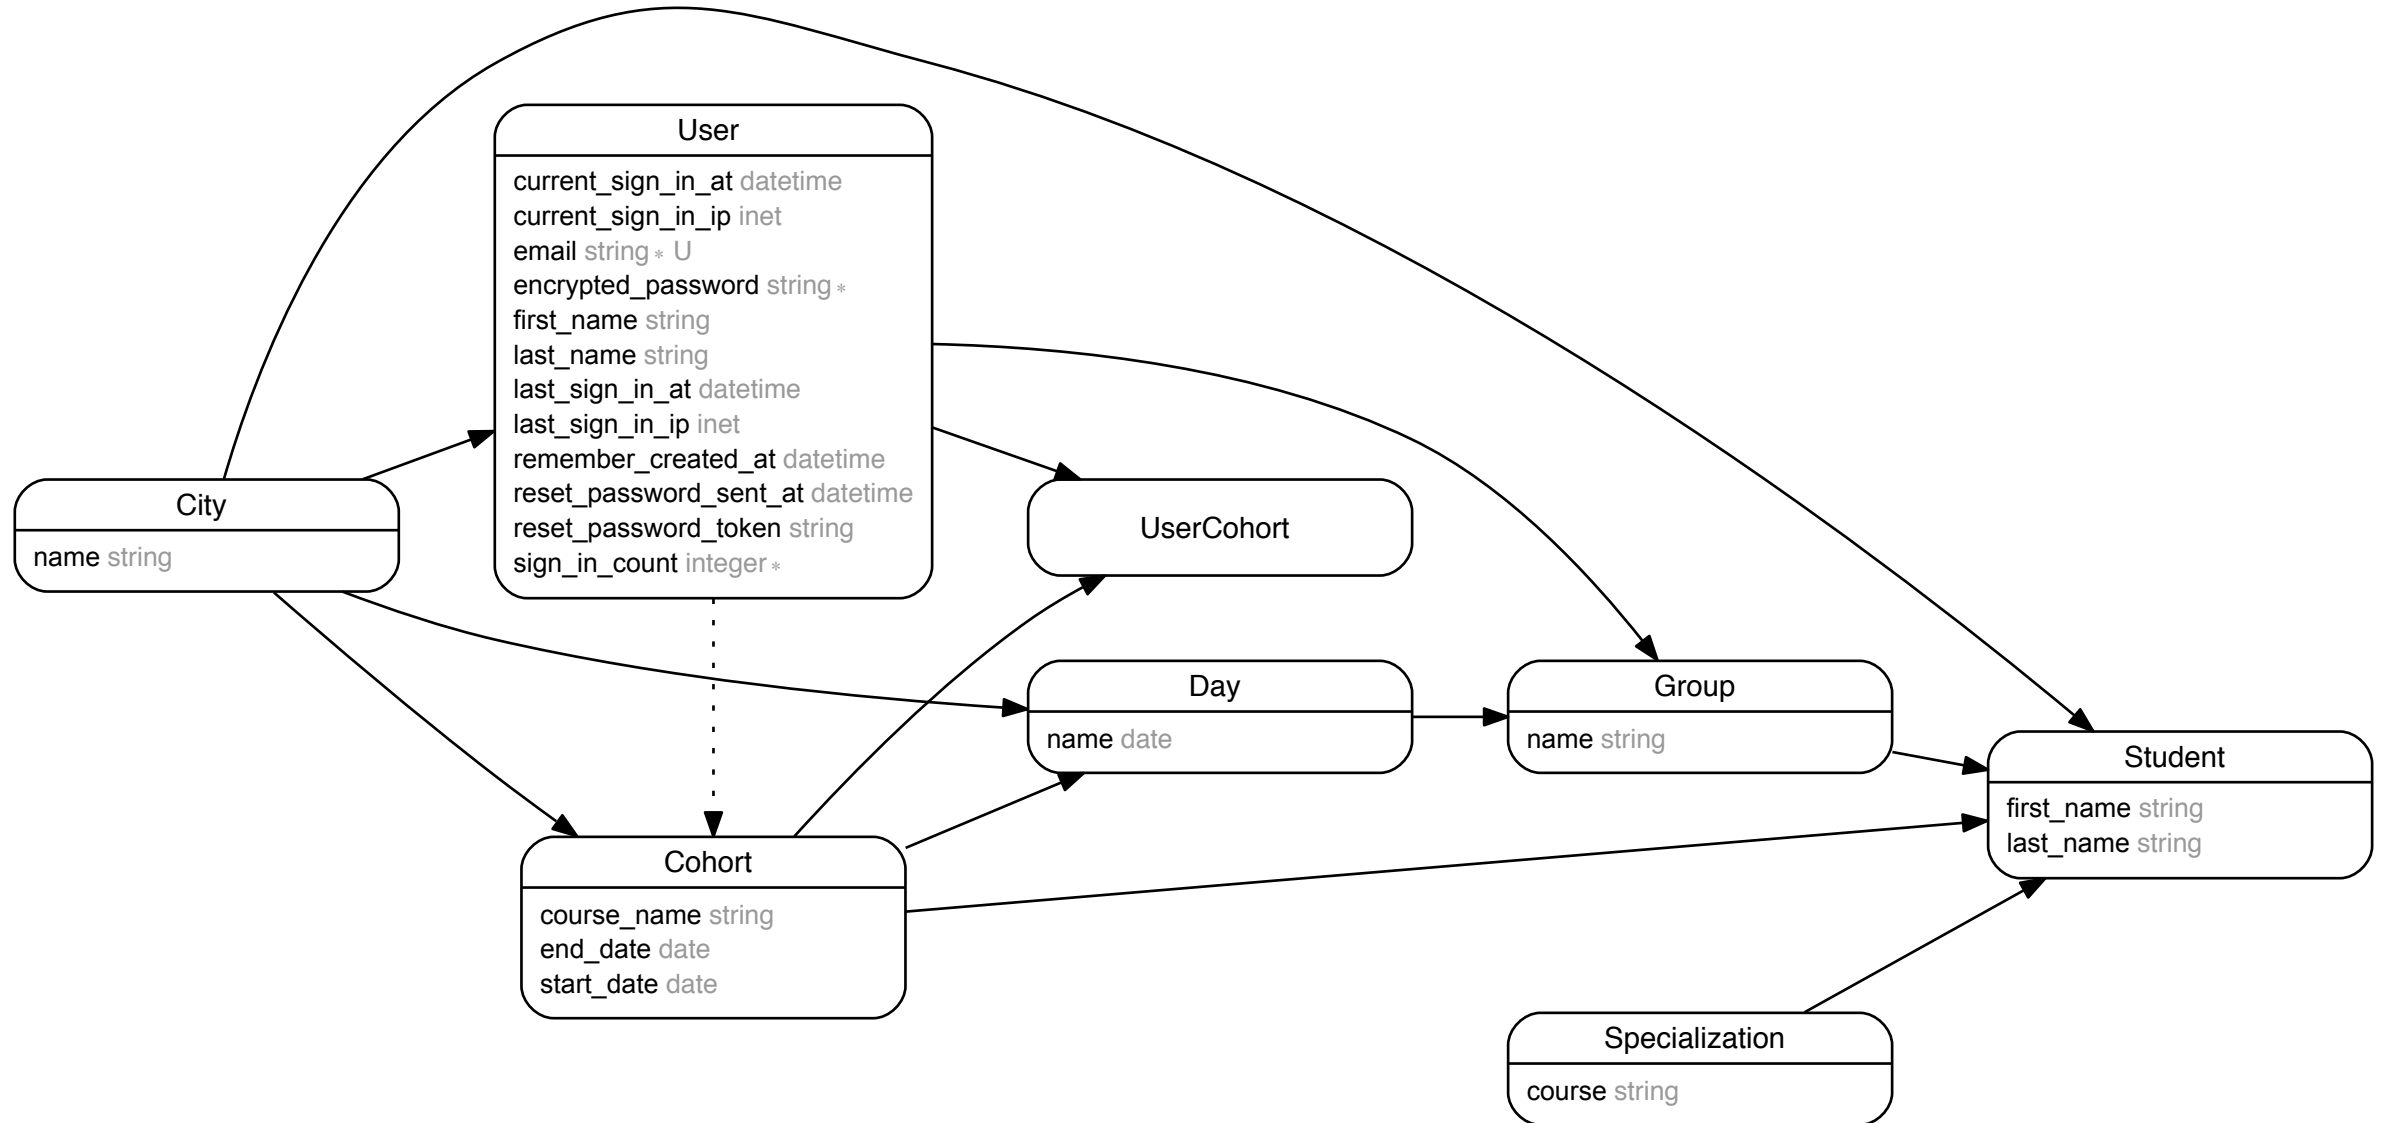 User
current_sign_in_at datetime
current_sign_in_ip inet
email string∗ U
encrypted_password string∗
first_name string
last_name string
last_sign_in_at datetime
last_sign_in_ip inet
remember_created_at datetime
reset_password_sent_at datetime
reset_password_token string
sign_in_count integer∗
City
name string
UserCohort
Day
name date
Group
name string
Student
first_name string
last_name string
Cohort
course_name string
end_date date
start_date date
Specialization
course string